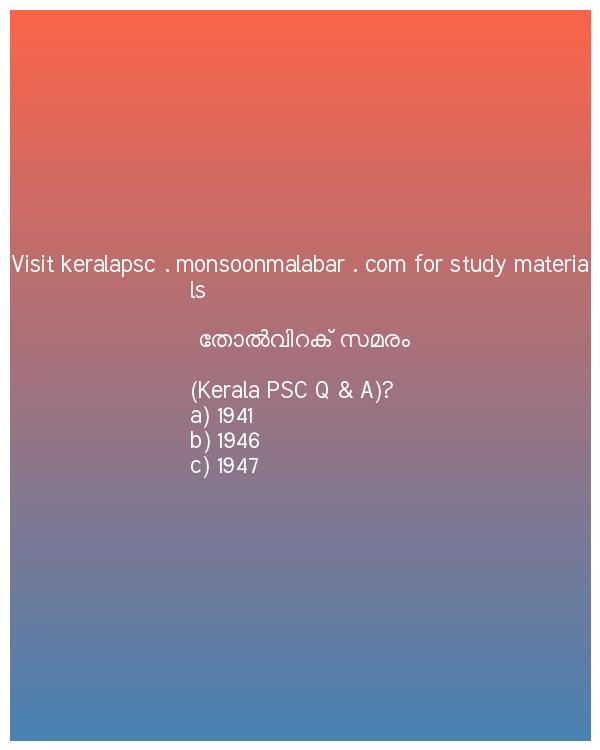 Visit keralapsc . monsoonmalabar . com for study materia
ls
തോൽവിറക് സമരം
(Kerala PSC Q & A)?
a) 1941
b) 1946
c) 1947